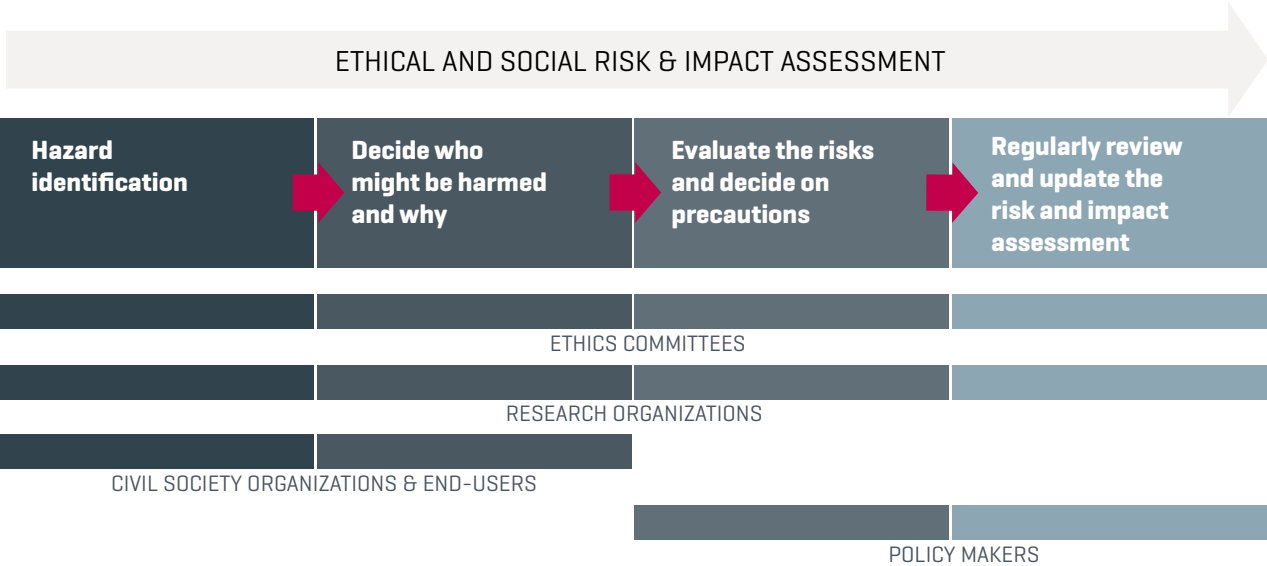 ETHICAL AND SOCIAL RISK & IMPACT ASSESSMENT
Hazard
identification
Decide who
might be harmed
and why
Evaluate the risks
and decide on
precautions
Regularly review
and update the
risk and impact
assessment
ETHICS COMMITTEES
RESEARCH ORGANIZATIONS
CIVIL SOCIETY ORGANIZATIONS & END-USERS
POLICY MAKERS